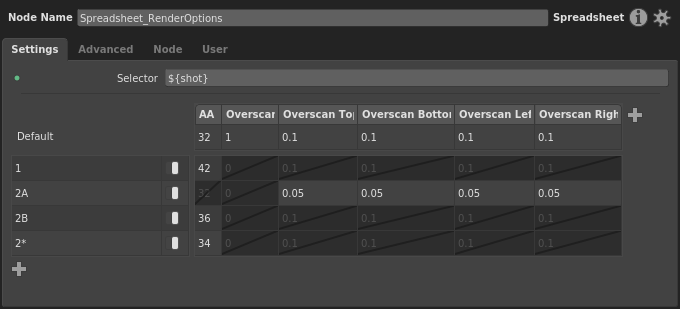 Node Name Spreadsheet_RenderOptions Spreadsheet
Settings Advanced Node User
Selector ${shot}
AA Overscan Overscan Top Overscan Bottom Overscan Left Overscan Righ
Default 32 1 0.1 0.1 0.1 0.1
1 42 0 0.1 0.1 0.1 0.1
2A 32 0 0.05 0.05 0.05 0.05
2B 36 0 0.1 0.1 0.1 0.1
2* 34 0 0.1 0.1 0.1 0.1